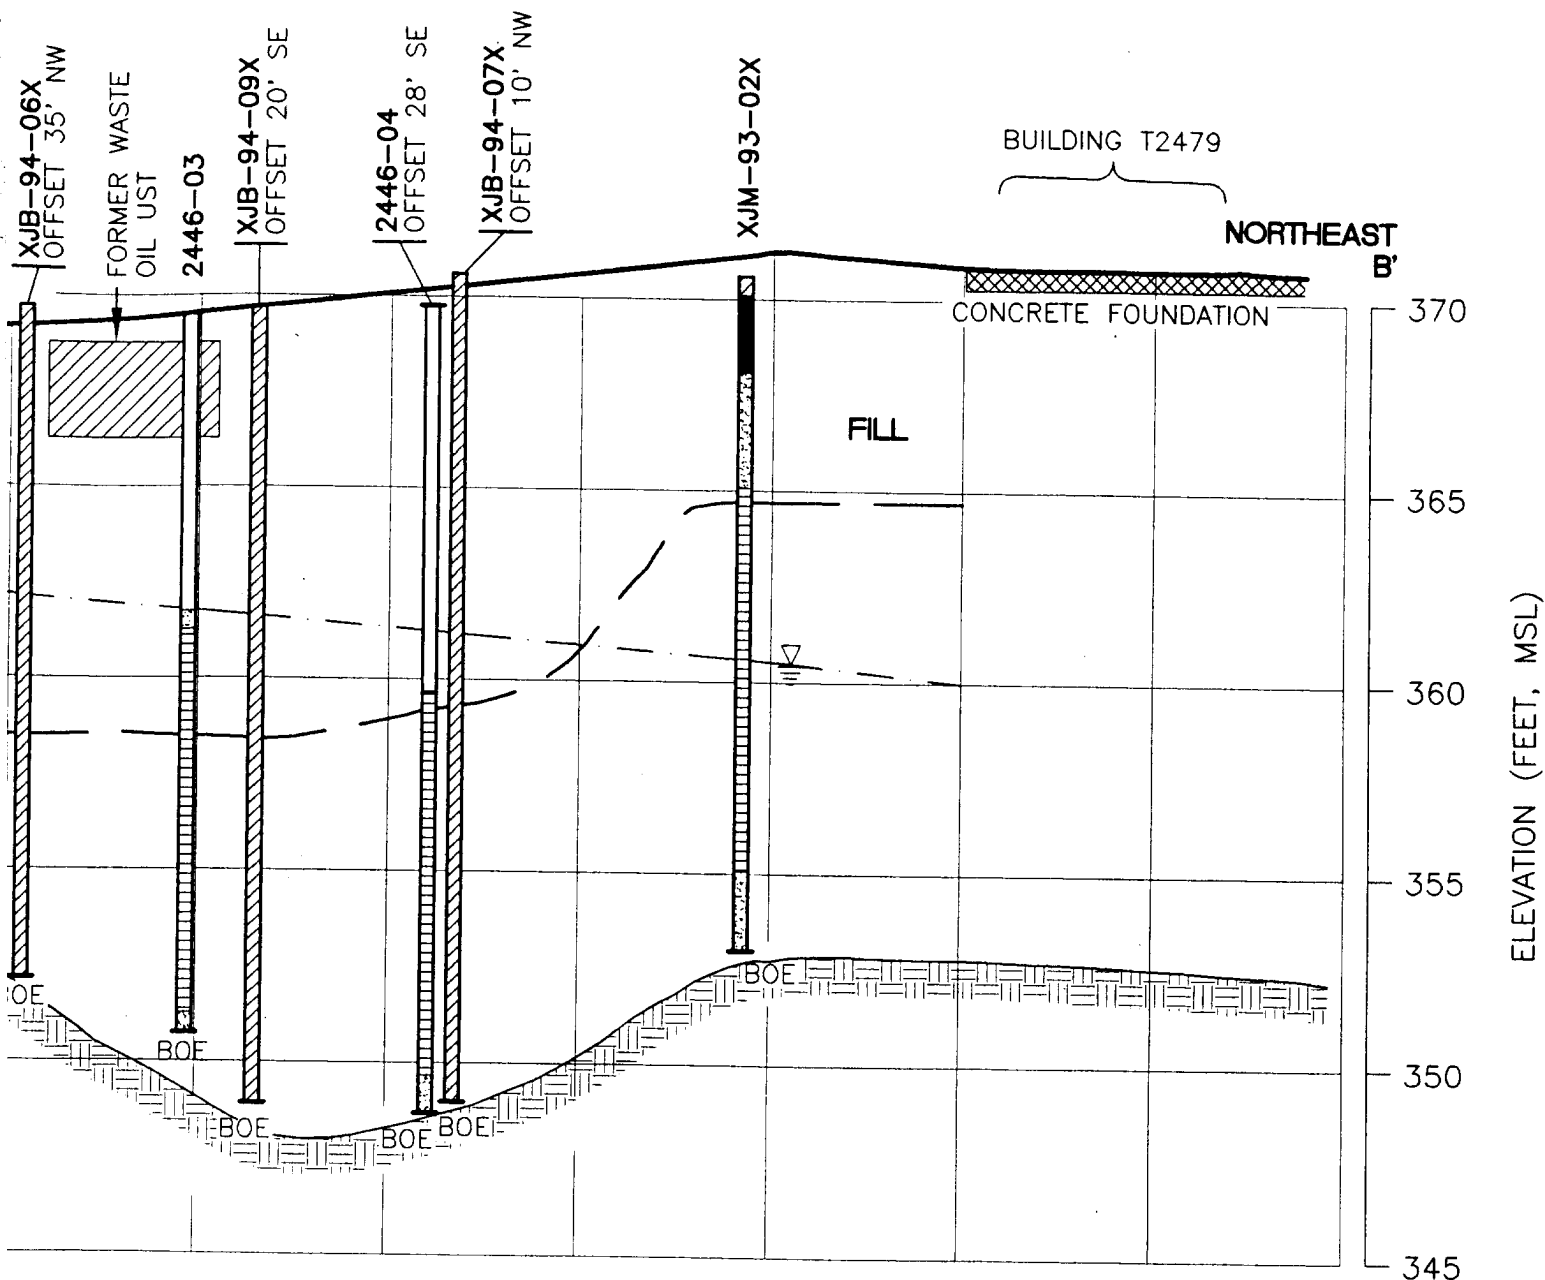 XJB-94-06X
OFFSET 35' NW
FORMER WASTE
OIL UST
2446-03
XJB-94-09X
OFFSET 20' SE
2446-04
OFFSET 28' SE
XJB-94-07X
OFFSET 10' NW
XJM-93-02X
BUILDING T2479
NORTHEAST
B'
CONCRETE FOUNDATION
370
FILL
365
360
355
350
345
ELEVATION (FEET, MSL)
OE
BOE
BOE
BOE
BOE
BOE